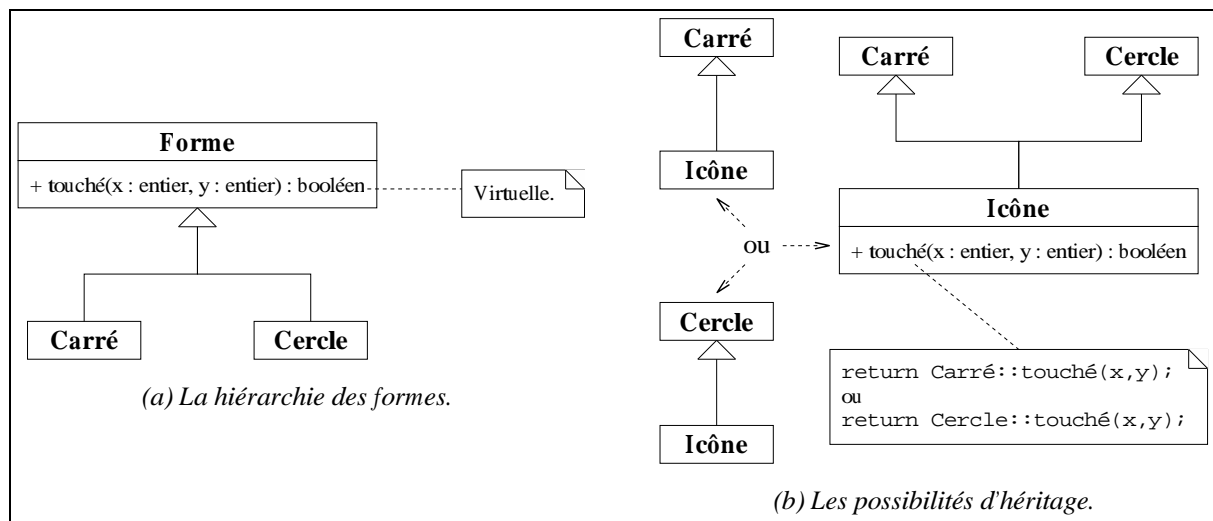 Forme
+ touché(x : entier, y : entier) : booléen
Virtuelle.
Carré
Cercle
(a) La hiérarchie des formes.
Carré
Icône
ou
Cercle
Icône
Carré
Cercle
Icône
+ touché(x : entier, y : entier) : booléen
return Carré::touché(x,y);
ou
return Cercle::touché(x,y);
(b) Les possibilités d'héritage.